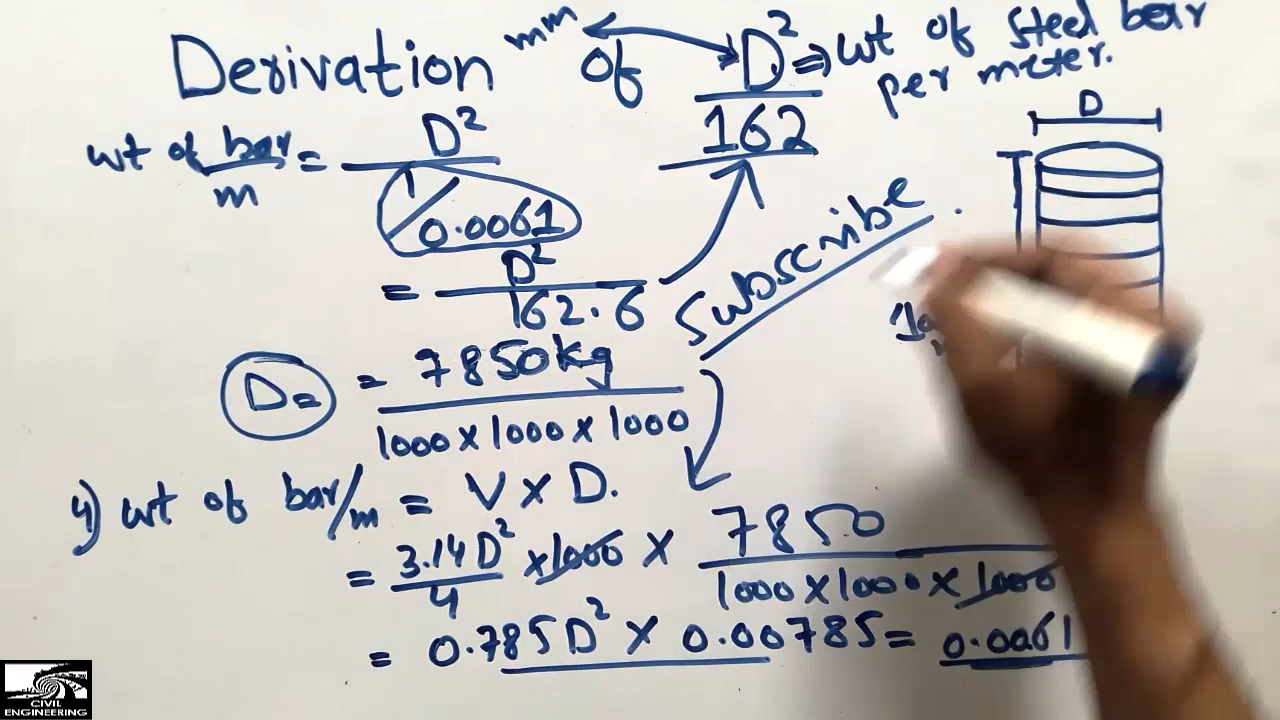 Derivation of D²/162 ⇒ wt of steel bar
mm
per meter.
D
wt of bar/m = D²/(1/0.0061)
= D²/162.6
Subscribe
D = = 7850kg/(1000 x 1000 x 1000)
4) wt of bar/m = V x D.
= 3.14D²/4 x 1000 x 7850/(1000 x 1000 x 1000)
= 0.785D² x 0.00785 = 0.0061
CIVIL
ENGINEERING